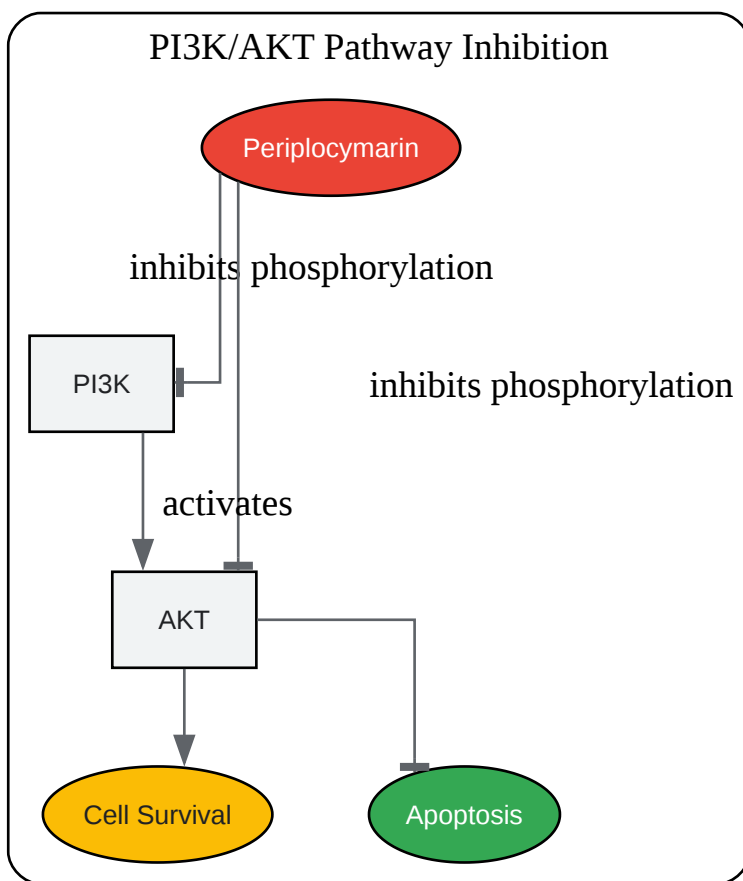 PI3K/AKT Pathway Inhibition
Periplocymarin
inhibits phosphorylation
PI3K
inhibits phosphorylation
activates
AKT
Cell Survival
Apoptosis